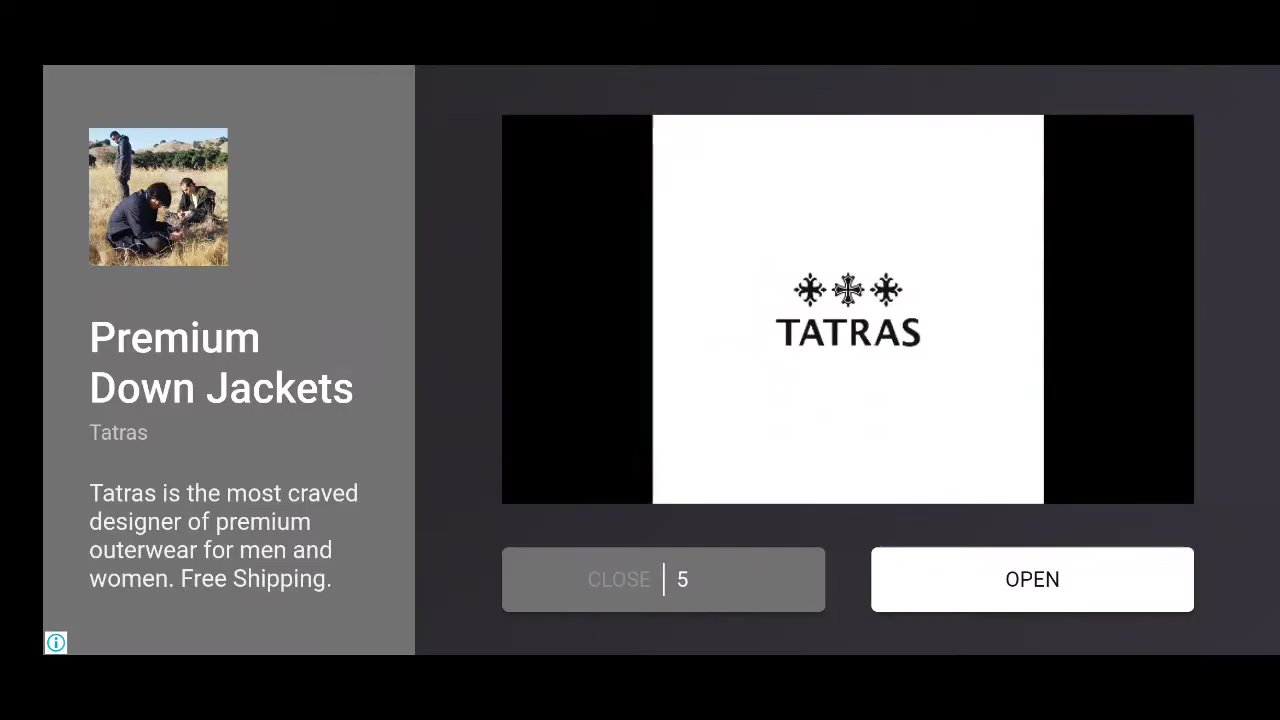 Premium
Down Jackets
Tatras
Tatras is the most craved
designer of premium
outerwear for men and
women. Free Shipping.
TATRAS
CLOSE 5
OPEN